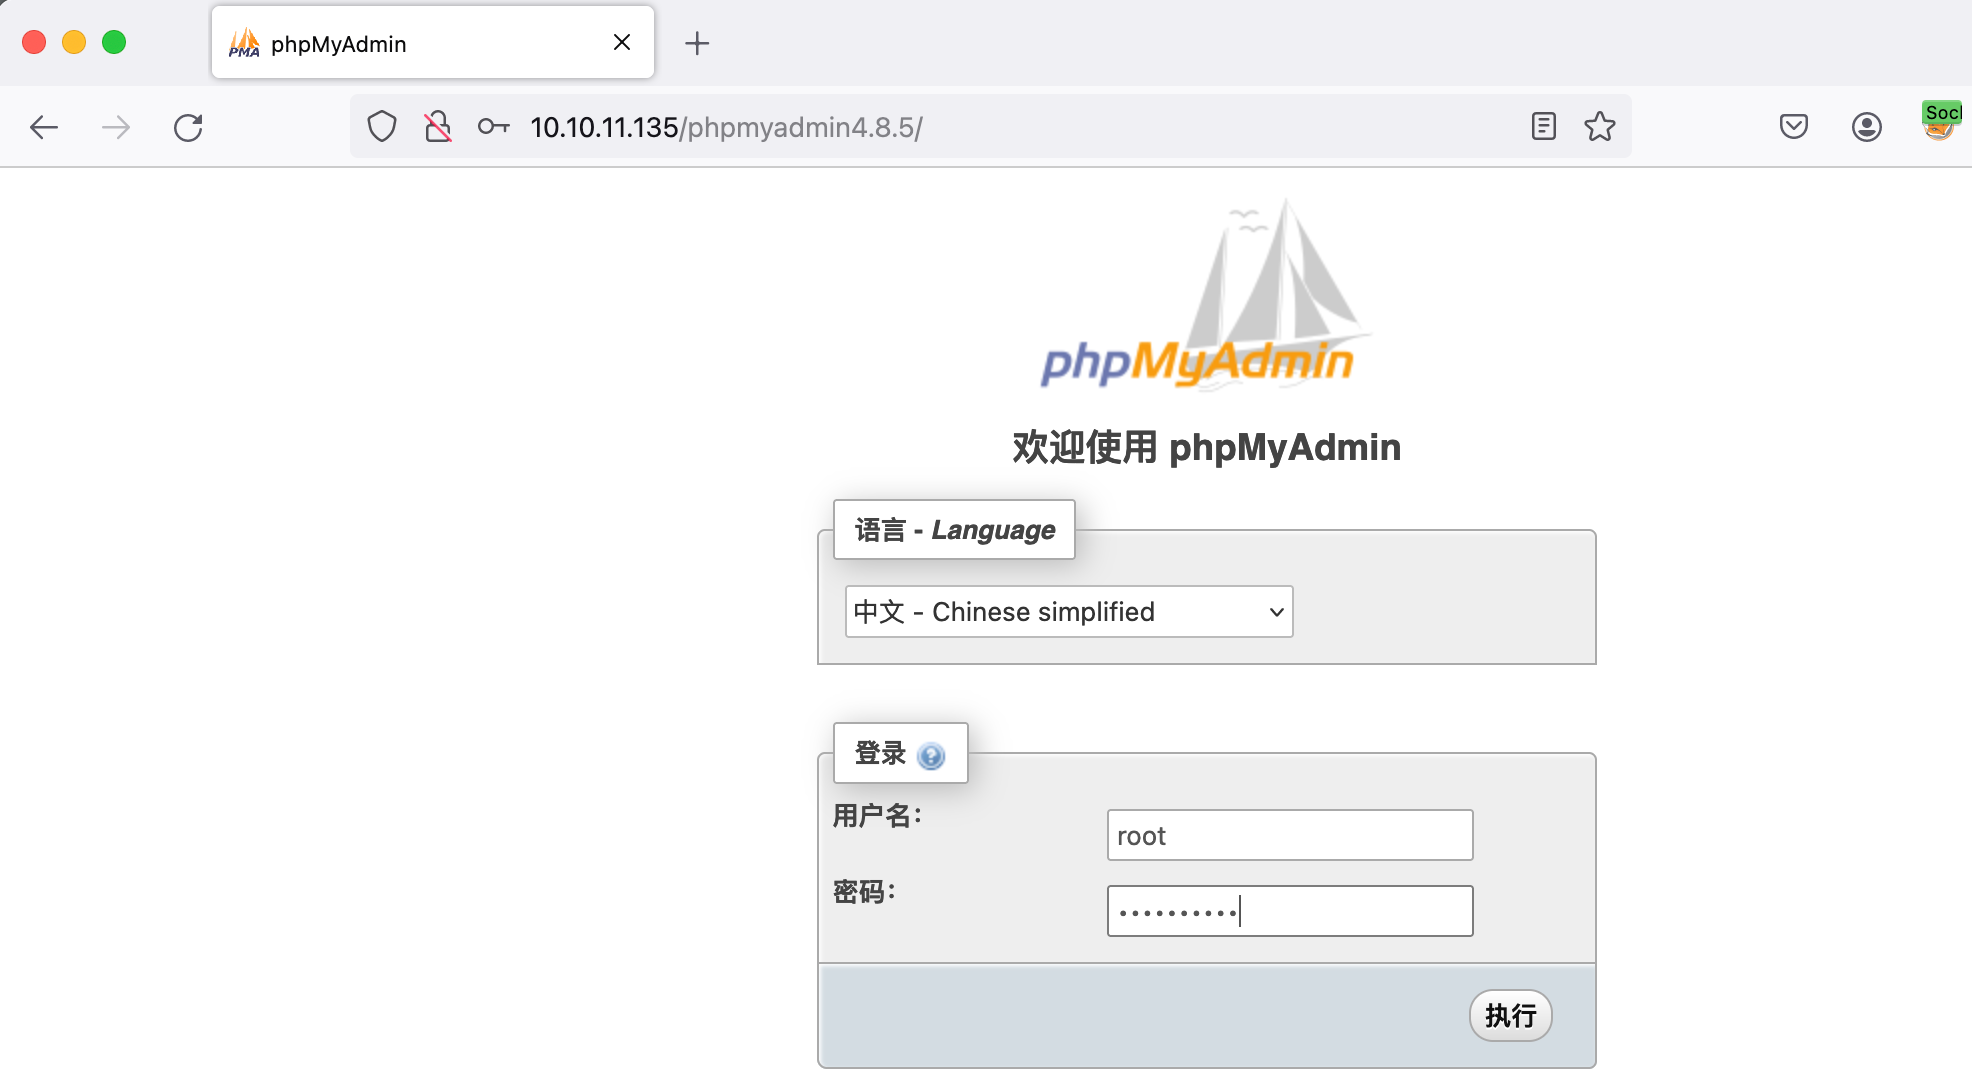 PMA phpMyAdmin
10.10.11.135/phpmyadmin4.8.5/
Soc
phpMyAdmin
欢迎使用 phpMyAdmin
语言 - Language
中文 - Chinese simplified
登录
用户名：
root
密码：
执行